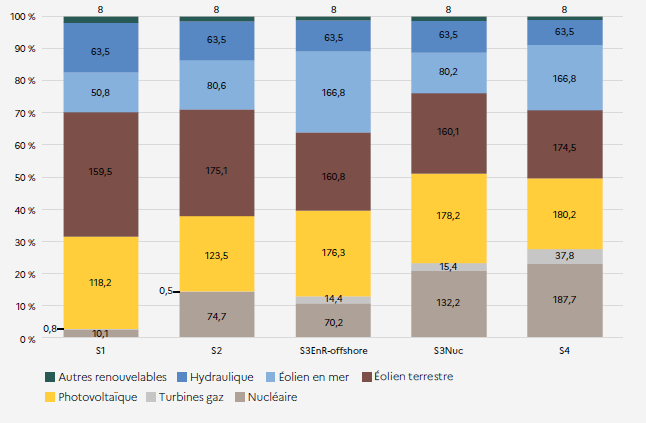 8 8 8 8 8
100 %
90 %
80 %
70 %
60 %
50 %
40 %
30 %
20 %
10 %
0 %
63,5 63,5 63,5 63,5 63,5
50,8 80,6 166,8 80,2 166,8
159,5 175,1 160,8 160,1 174,5
118,2 123,5 176,3 178,2 180,2
0,8 0,5 14,4 15,4 37,8
10,1 74,7 70,2 132,2 187,7
S1 S2 S3EnR-offshore S3Nuc S4
Autres renouvelables Hydraulique Éolien en mer Éolien terrestre
Photovoltaïque Turbines gaz Nucléaire